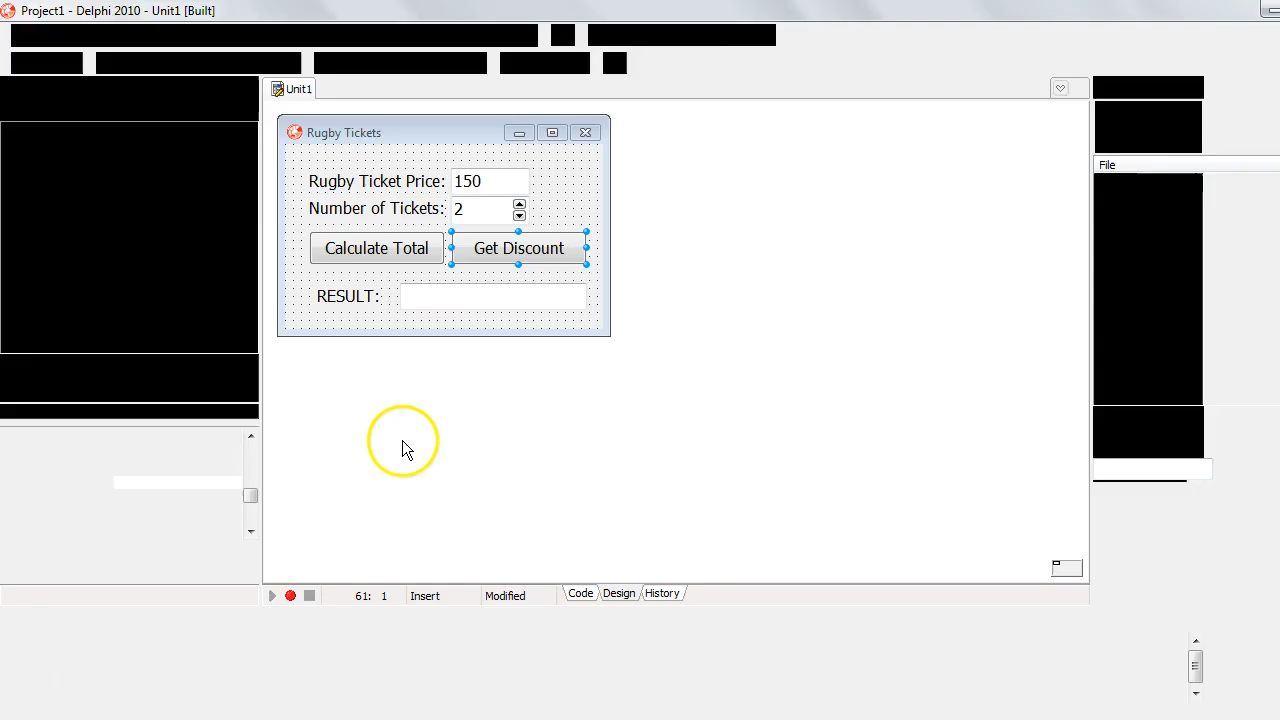 Project1 - Delphi 2010 - Unit1 [Built]
Unit1
File
Rugby Tickets
Rugby Ticket Price: 150
Number of Tickets: 2
Calculate Total Get Discount
RESULT:
61: 1 Insert Modified Code Design History